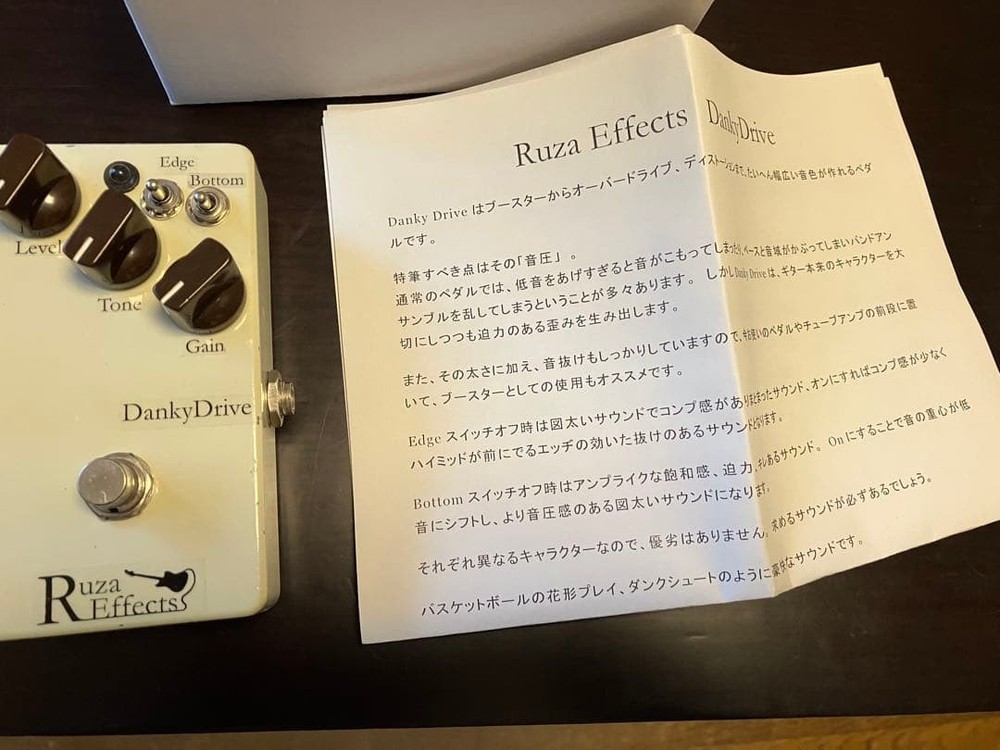 Edge
Bottom
Level
Tone
Gain
DankyDrive
Ruza
Effects
Ruza Effects DankyDrive
Danky Drive はブースターからオーバードライブ、ディストーションまで、たいへん幅広い音色が作れるペダ
ルです。
特筆すべき点はその「音圧」。
通常のペダルでは、低音をあげすぎると音がこもってしまったり、ベースと音域がかぶってしまいバンドアン
サンブルを乱してしまうということが多々あります。しかしDanky Driveは、ギター本来のキャラクターを大
切にしつつも迫力のある歪みを生み出します。
また、その太さに加え、音抜けもしっかりしていますので、今お使いのペダルやチューブアンプの前段に置
いて、ブースターとしての使用もオススメです。
Edge スイッチオフ時は図太いサウンドでコンプ感がありまとまったサウンド、オンにすればコンプ感が少なく
ハイミッドが前にでるエッヂの効いた抜けのあるサウンドとなります。
Bottom スイッチオフ時はアンプライクな飽和感、迫力、キレあるサウンド。Onにすることで音の重心が低
音にシフトし、より音圧感のある図太いサウンドになります。
それぞれ異なるキャラクターなので、優劣はありません、求めるサウンドが必ずあるでしょう。
バスケットボールの花形プレイ、ダンクシュートのように豪快なサウンドです。